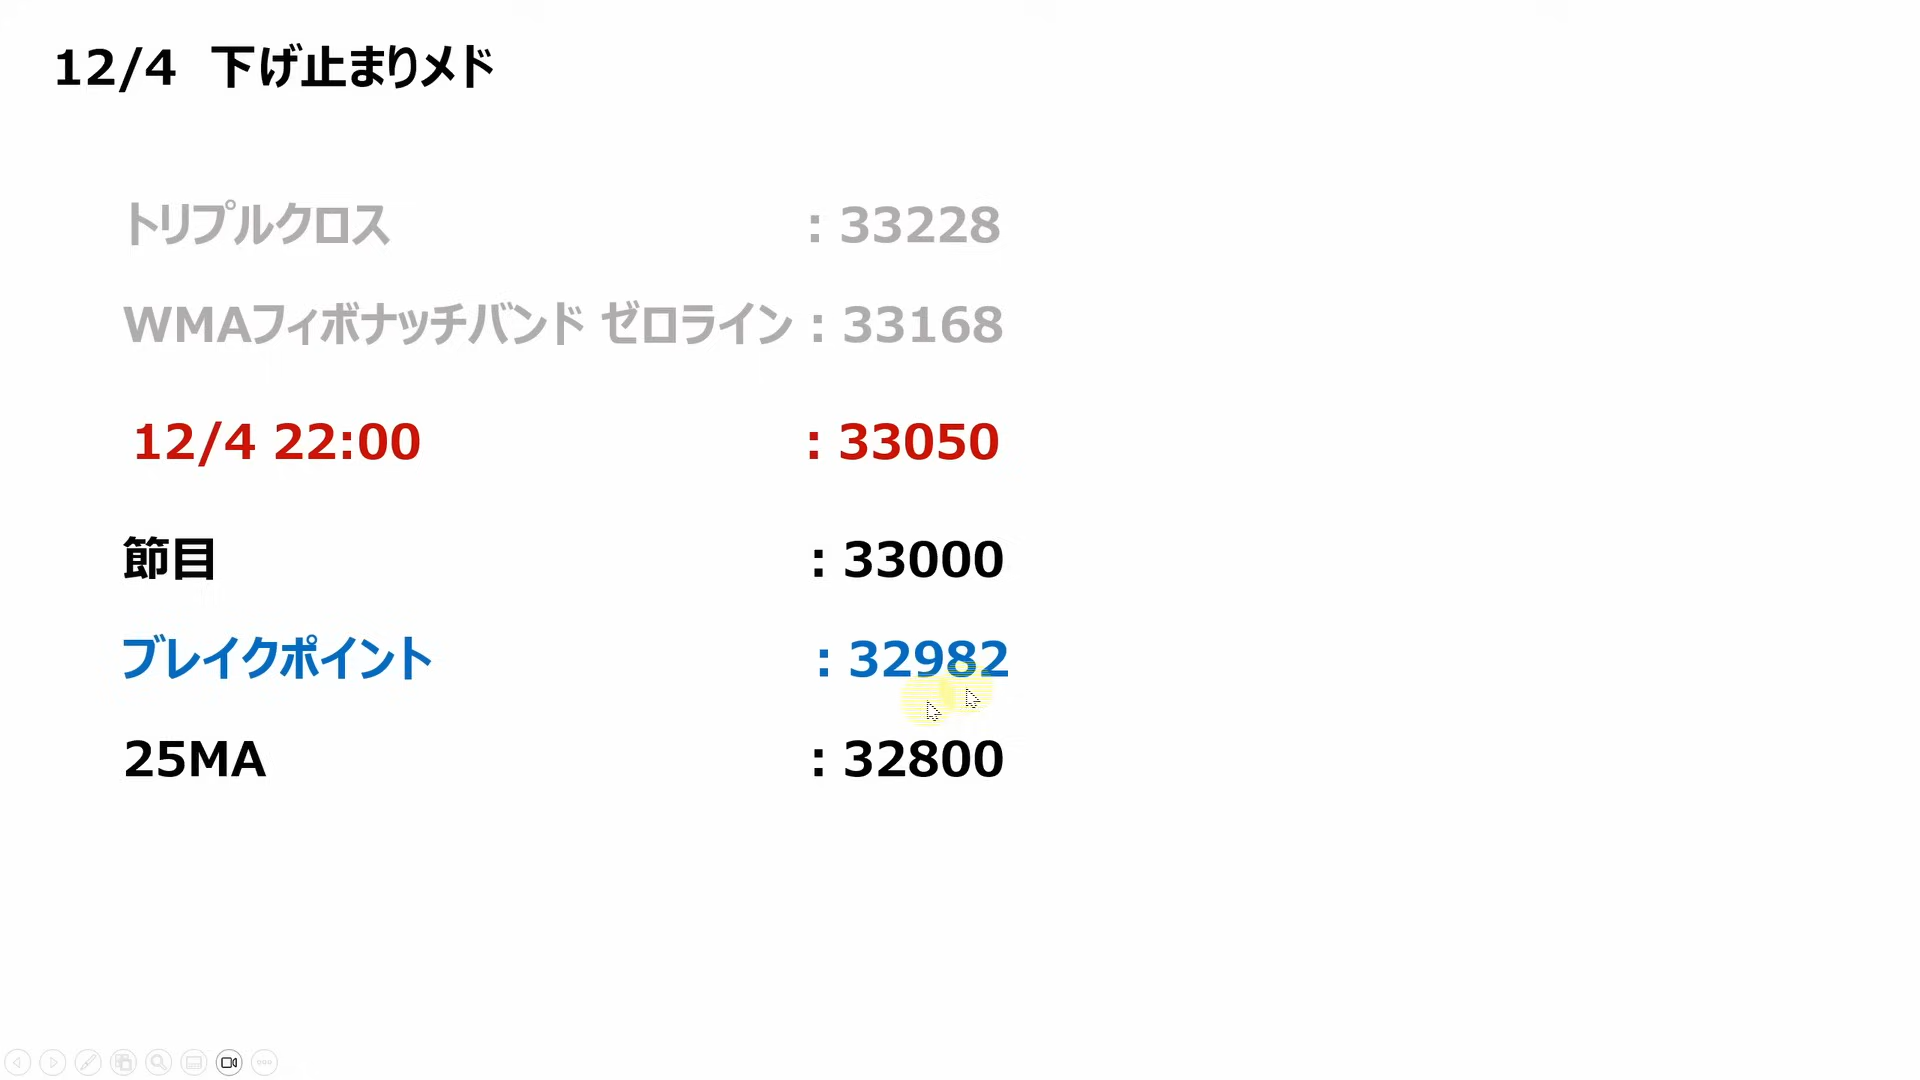 12/4 下げ止まりメド
トリプルクロス : 33228
WMAフィボナッチバンド ゼロライン : 33168
12/4 22:00 : 33050
節目 : 33000
ブレイクポイント : 32982
25MA : 32800